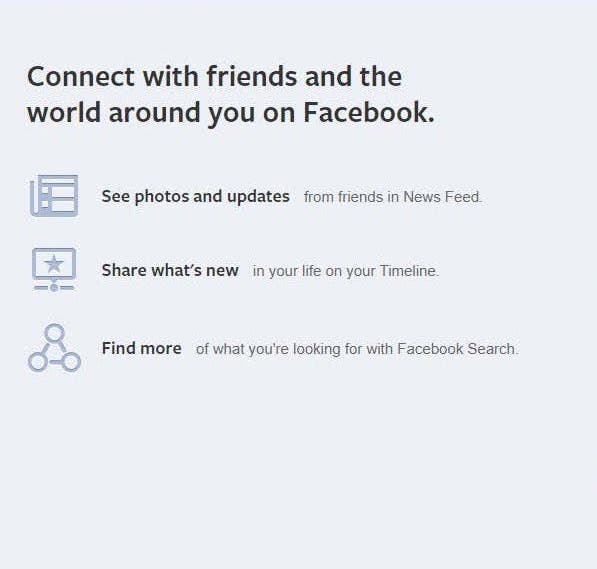 Connect with friends and the
world around you on Facebook.
See photos and updates from friends in News Feed.
Share what's new in your life on your Timeline.
Find more of what you're looking for with Facebook Search.